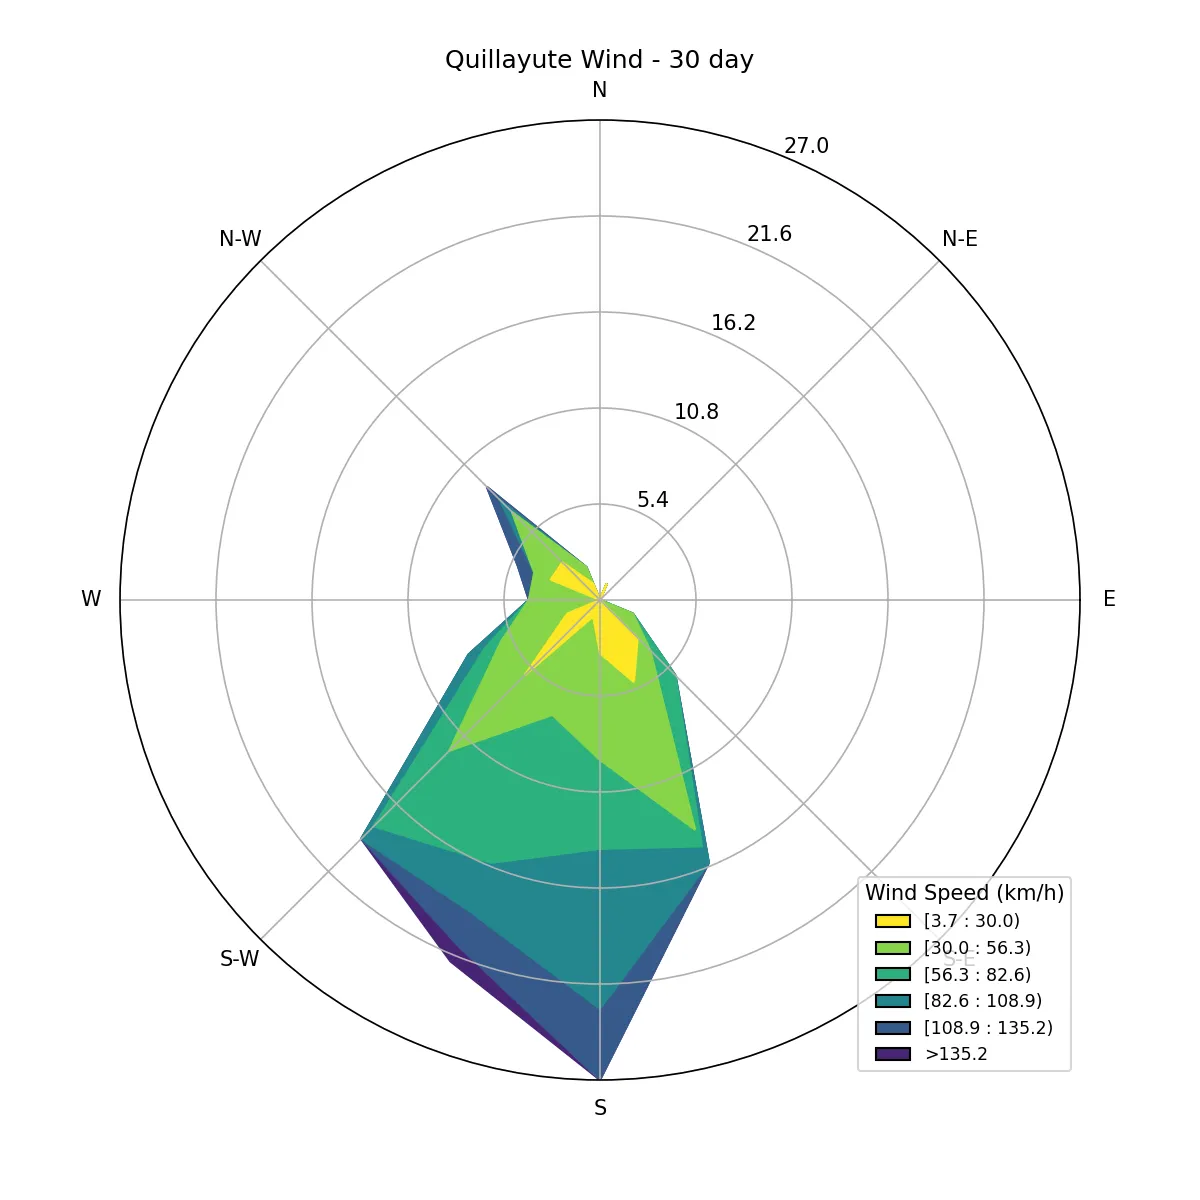 Quillayute Wind - 30 day
N
27.0
N-W
21.6
N-E
16.2
10.8
5.4
W
E
Wind Speed (km/h)
[3.7 : 30.0)
[30.0 : 56.3)
S-W
S-E
[56.3 : 82.6)
[82.6 : 108.9)
[108.9 : 135.2)
>135.2
S